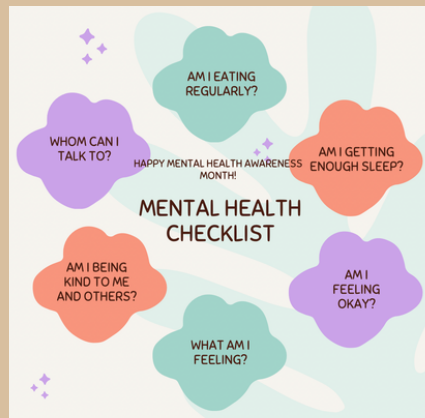 HAPPY MENTAL HEALTH AWARENESS
MONTH!
MENTAL HEALTH
CHECKLIST
AM I EATING
REGULARLY?
AM I GETTING
ENOUGH SLEEP?
AM I
FEELING
OKAY?
WHAT AM I
FEELING?
AM I BEING
KIND TO ME
AND OTHERS?
WHOM CAN I
TALK TO?